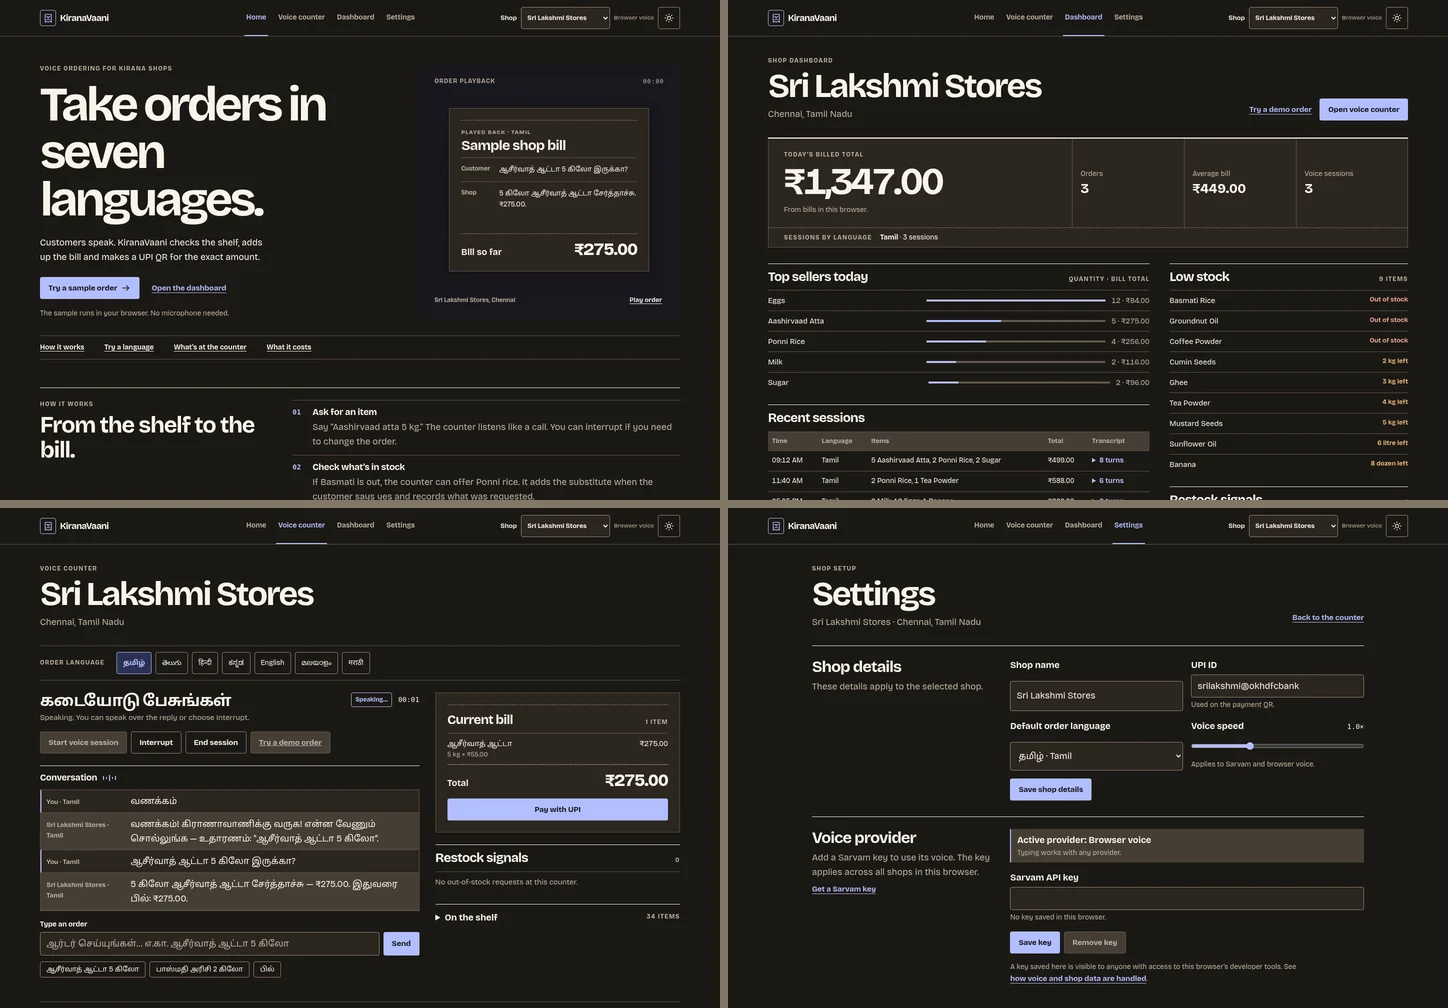 KiranaVaani
Home Voice counter Dashboard Settings
Shop Sri Lakshmi Stores Browser voice
VOICE ORDERING FOR KIRANA SHOPS
Take orders in
seven
languages.
Customers speak. KiranaVaani checks the shelf, adds
up the bill and makes a UPI QR for the exact amount.
Try a sample order → Open the dashboard
The sample runs in your browser. No microphone needed.
ORDER PLAYBACK 00:00
PLAYED BACK · TAMIL
Sample shop bill
Customer ஆசீர்வாத் ஆட்டா 5 கிலோ இருக்கா?
Shop 5 கிலோ ஆசீர்வாத் ஆட்டா சேர்த்தாச்சு.
₹275.00.
Bill so far ₹275.00
Sri Lakshmi Stores, Chennai Play order
How it works Try a language What's at the counter What it costs
HOW IT WORKS
From the shelf to the
bill.
01 Ask for an item
Say "Aashirvaad atta 5 kg." The counter listens like a call. You can interrupt if you need
to change the order.
02 Check what's in stock
If Basmati is out, the counter can offer Ponni rice. It adds the substitute when the
customer says yes and records what was requested.
KiranaVaani
Home Voice counter Dashboard Settings
Shop Sri Lakshmi Stores Browser voice
SHOP DASHBOARD
Sri Lakshmi Stores
Chennai, Tamil Nadu
Try a demo order Open voice counter
TODAY'S BILLED TOTAL
₹1,347.00
From bills in this browser.
Orders
3
Average bill
₹449.00
Voice sessions
3
SESSIONS BY LANGUAGE Tamil · 3 sessions
Top sellers today QUANTITY · BILL TOTAL
Eggs 12 · ₹84.00
Aashirvaad Atta 5 · ₹275.00
Ponni Rice 4 · ₹256.00
Milk 2 · ₹116.00
Sugar 2 · ₹96.00
Recent sessions
Time Language Items Total Transcript
09:12 AM Tamil 5 Aashirvaad Atta, 2 Ponni Rice, 2 Sugar ₹499.00 ▶ 8 turns
11:40 AM Tamil 2 Ponni Rice, 1 Tea Powder ₹588.00 ▶ 6 turns
Low stock 9 ITEMS
Basmati Rice Out of stock
Groundnut Oil Out of stock
Coffee Powder Out of stock
Cumin Seeds 2 kg left
Ghee 3 kg left
Tea Powder 4 kg left
Mustard Seeds 5 kg left
Sunflower Oil 6 litre left
Banana 8 dozen left
Restock signals
KiranaVaani
Home Voice counter Dashboard Settings
Shop Sri Lakshmi Stores Browser voice
VOICE COUNTER
Sri Lakshmi Stores
Chennai, Tamil Nadu
ORDER LANGUAGE தமிழ் తెలుగు हिन्दी ಕನ್ನಡ English മലയാളം मराठी
கடையோடு பேசுங்கள் Speaking... 00:01
Speaking. You can speak over the reply or choose Interrupt.
Start voice session Interrupt End session Try a demo order
Conversation
You · Tamil வணக்கம்
Sri Lakshmi Stores · Tamil வணக்கம்! கிராணாவாணிக்கு வருக! என்ன வேணும்
சொல்லுங்க — உதாரணம்: "ஆசீர்வாத் ஆட்டா 5 கிலோ".
You · Tamil ஆசீர்வாத் ஆட்டா 5 கிலோ இருக்கா?
Sri Lakshmi Stores · Tamil 5 கிலோ ஆசீர்வாத் ஆட்டா சேர்த்தாச்சு — ₹275.00. இதுவரை
பில்: ₹275.00.
Type an order
ஆர்டர் செய்யுங்கள்... எ.கா. ஆசீர்வாத் ஆட்டா 5 கிலோ Send
ஆசீர்வாத் ஆட்டா 5 கிலோ பாஸ்மதி அரிசி 2 கிலோ பில்
Current bill 1 ITEM
ஆசீர்வாத் ஆட்டா ₹275.00
5 kg × ₹55.00
Total ₹275.00
Pay with UPI
Restock signals 0
No out-of-stock requests at this counter.
▶ On the shelf 34 ITEMS
KiranaVaani
Home Voice counter Dashboard Settings
Shop Sri Lakshmi Stores Browser voice
SHOP SETUP
Settings
Sri Lakshmi Stores · Chennai, Tamil Nadu
Back to the counter
Shop details
These details apply to the selected shop.
Shop name
Sri Lakshmi Stores
UPI ID
srilakshmi@okhdfcbank
Used on the payment QR.
Default order language
தமிழ் · Tamil
Voice speed 1.0×
Applies to Sarvam and browser voice.
Save shop details
Voice provider
Add a Sarvam key to use its voice. The key
applies across all shops in this browser.
Get a Sarvam key
Active provider: Browser voice
Typing works with any provider.
Sarvam API key
No key saved in this browser.
Save key Remove key
A key saved here is visible to anyone with access to this browser's developer tools. See
how voice and shop data are handled.